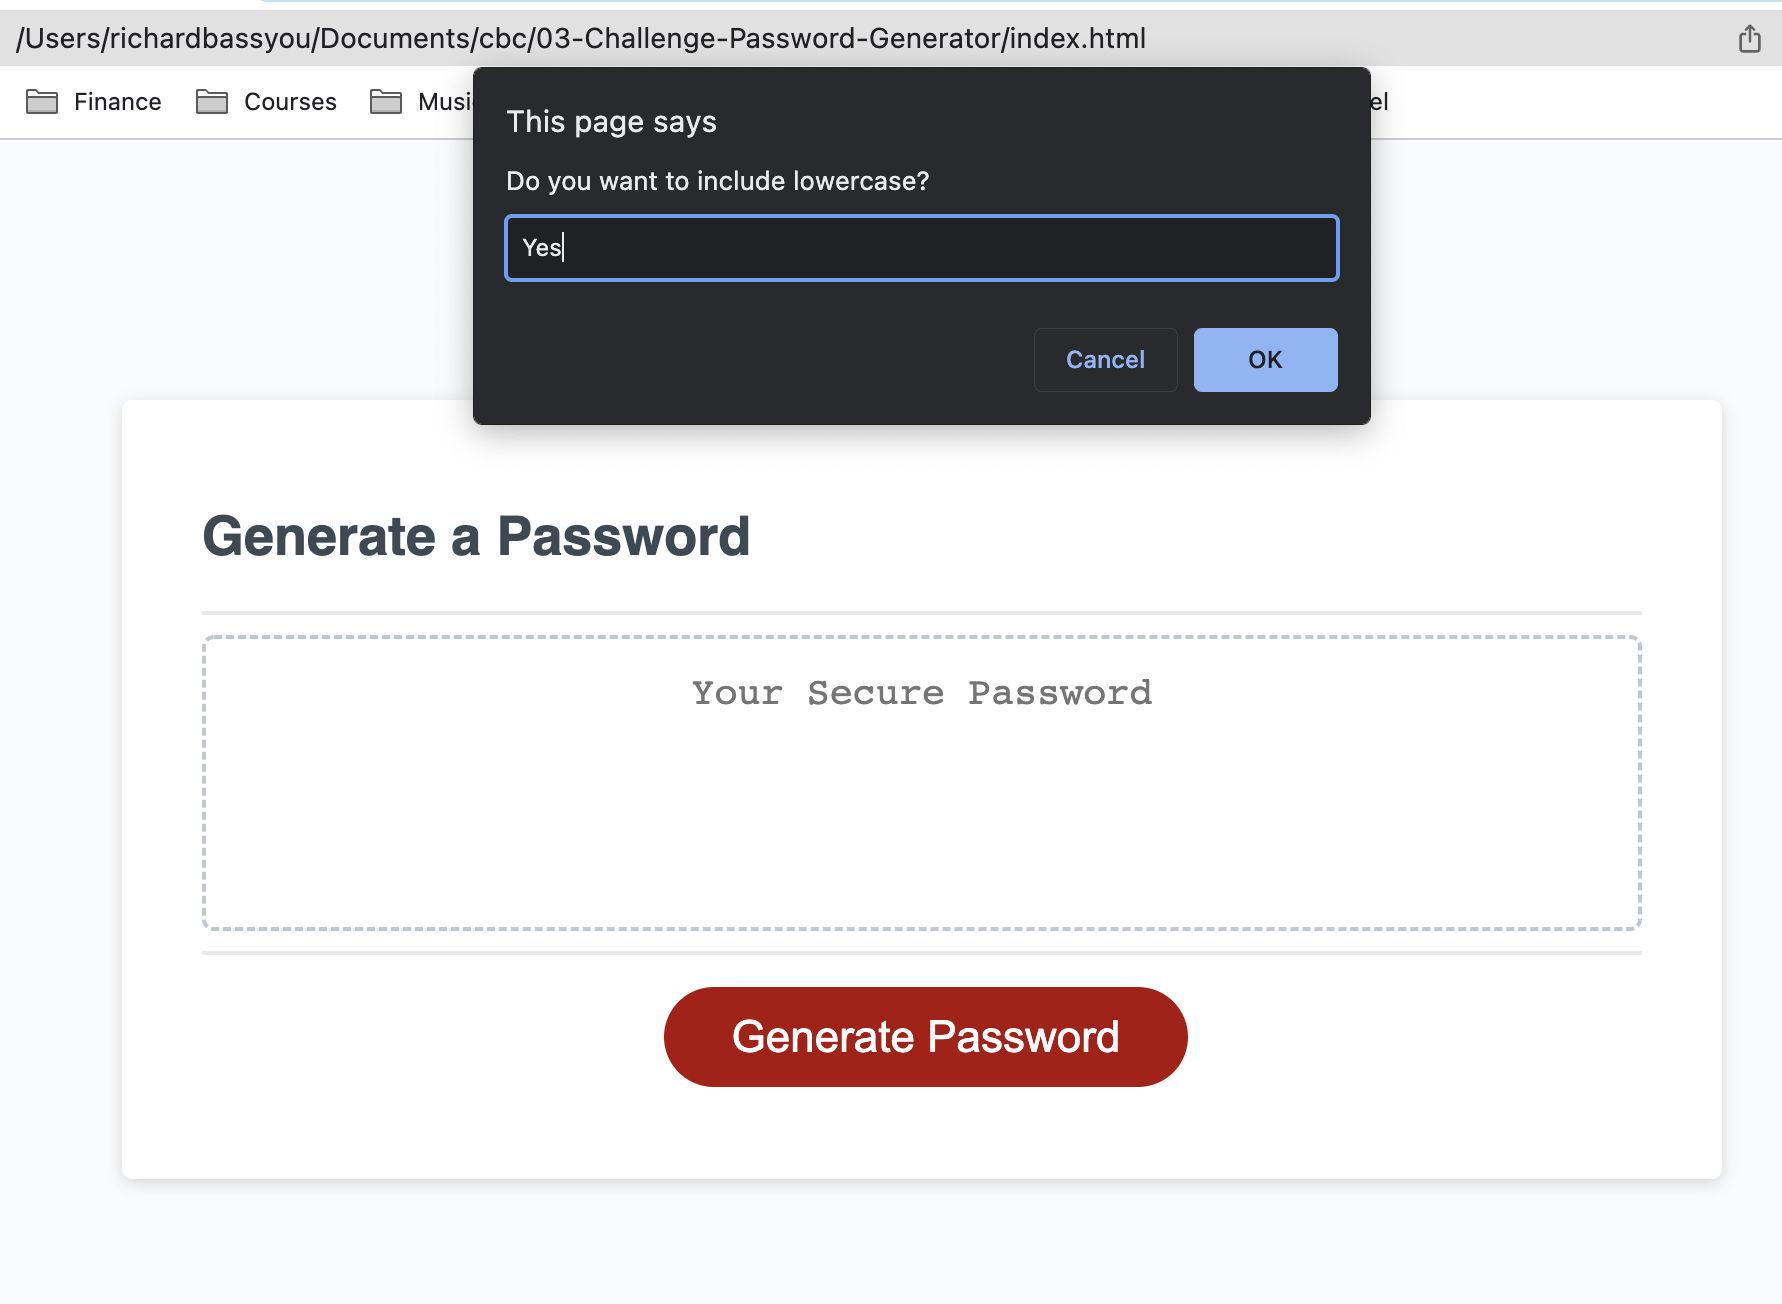 /Users/richardbassyou/Documents/cbc/03-Challenge-Password-Generator/index.html
Finance Courses Musi el
This page says
Do you want to include lowercase?
Yes
Cancel OK
Generate a Password
Your Secure Password
Generate Password